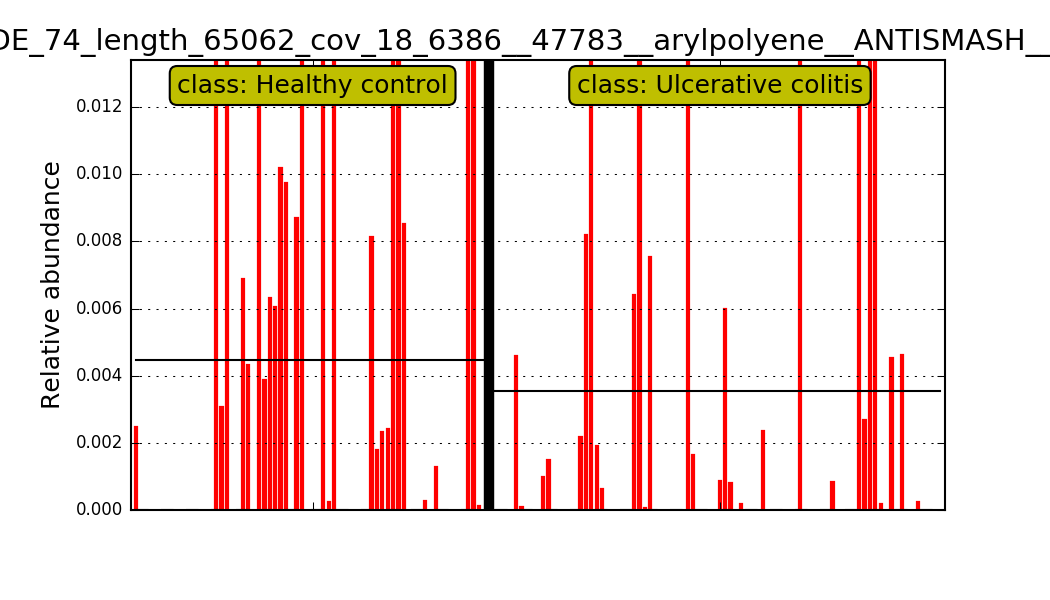 DE_74_length_65062_cov_18_6386__47783__arylpolyene__ANTISMASH__
class: Healthy control
class: Ulcerative colitis
Relative abundance
0.012
0.010
0.008
0.006
0.004
0.002
0.000